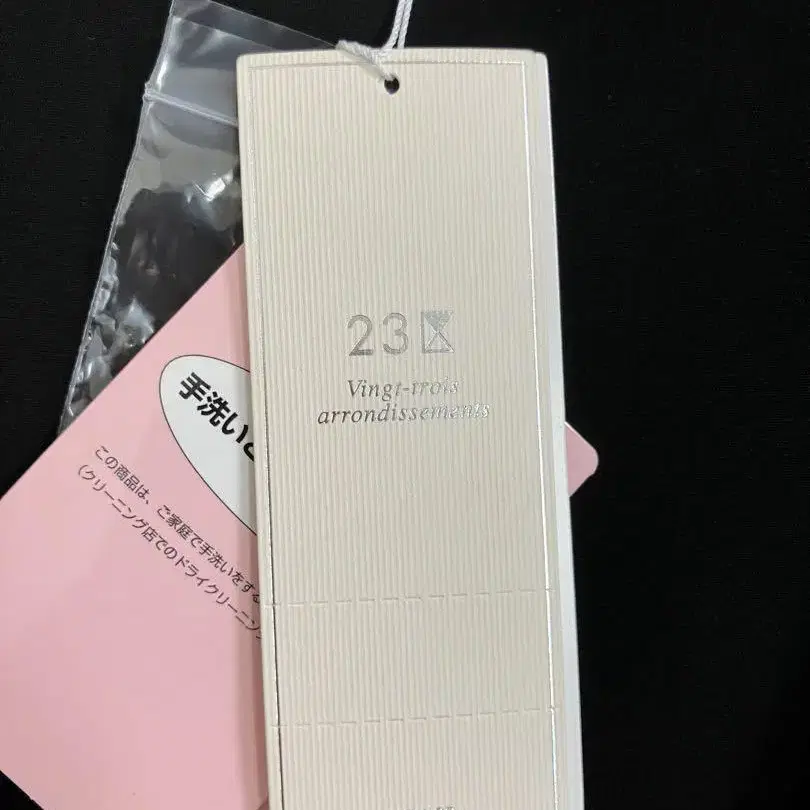 23区
Vingt-trois
arrondissements
手洗い
この商品は、ご家庭で手洗いをする
(クリーニング店でのドライクリーニング